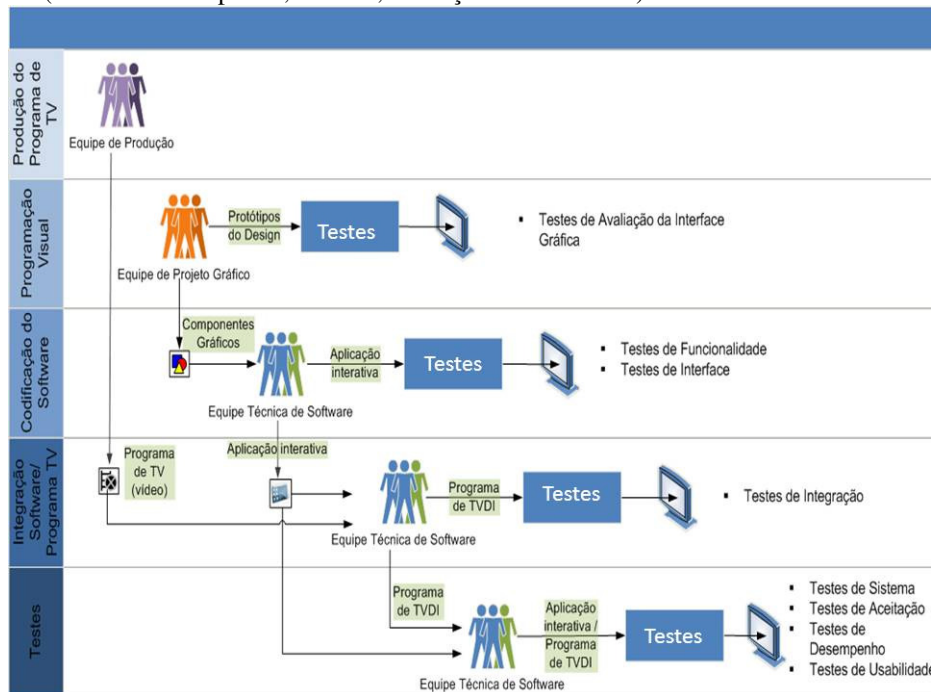 Produção do
Programa de
TV
Equipe de Produção
Programação
Visual
Equipe de Projeto Gráfico
Protótipos
do Design
Testes
▪ Testes de Avaliação da Interface
Gráfica
Codificação do
Software
Componentes
Gráficos
Equipe Técnica de Software
Aplicação
interativa
Testes
▪ Testes de Funcionalidade
▪ Testes de Interface
Integração
Software/
Programa TV
Programa
de TV
(vídeo)
Aplicação interativa
Equipe Técnica de Software
Programa
de TVDI
Testes
▪ Testes de Integração
Testes
Programa
de TVDI
Equipe Técnica de Software
Aplicação
interativa /
Programa
de TVDI
Testes
▪ Testes de Sistema
▪ Testes de Aceitação
▪ Testes de
Desempenho
▪ Testes de Usabilidade